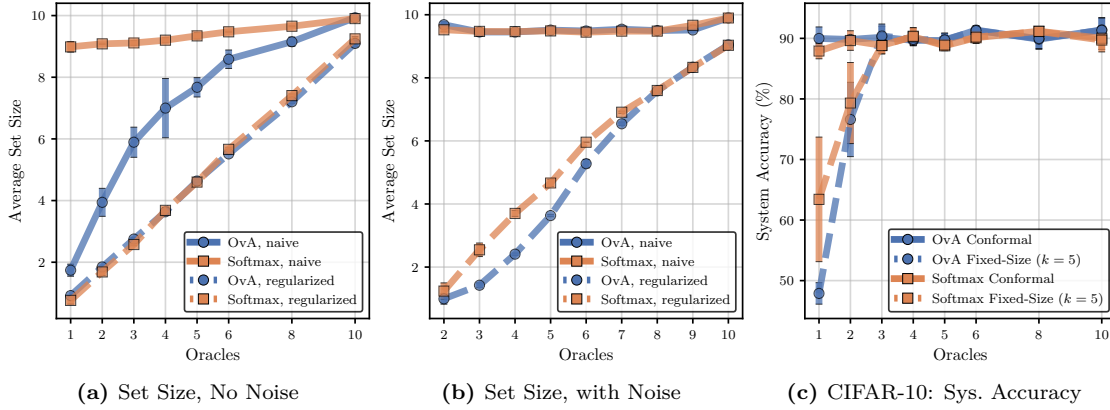 10
8
6
4
2
Average Set Size
OvA, naive
Softmax, naive
OvA, regularized
Softmax, regularized
1 2 3 4 5 6 8 10
Oracles
(a) Set Size, No Noise
10
8
6
4
2
Average Set Size
OvA, naive
Softmax, naive
OvA, regularized
Softmax, regularized
2 3 4 5 6 7 8 9 10
Oracles
(b) Set Size, with Noise
90
80
70
60
50
System Accuracy (%)
OvA Conformal
OvA Fixed-Size (k = 5)
Softmax Conformal
Softmax Fixed-Size (k = 5)
1 2 3 4 5 6 8 10
Oracles
(c) CIFAR-10: Sys. Accuracy